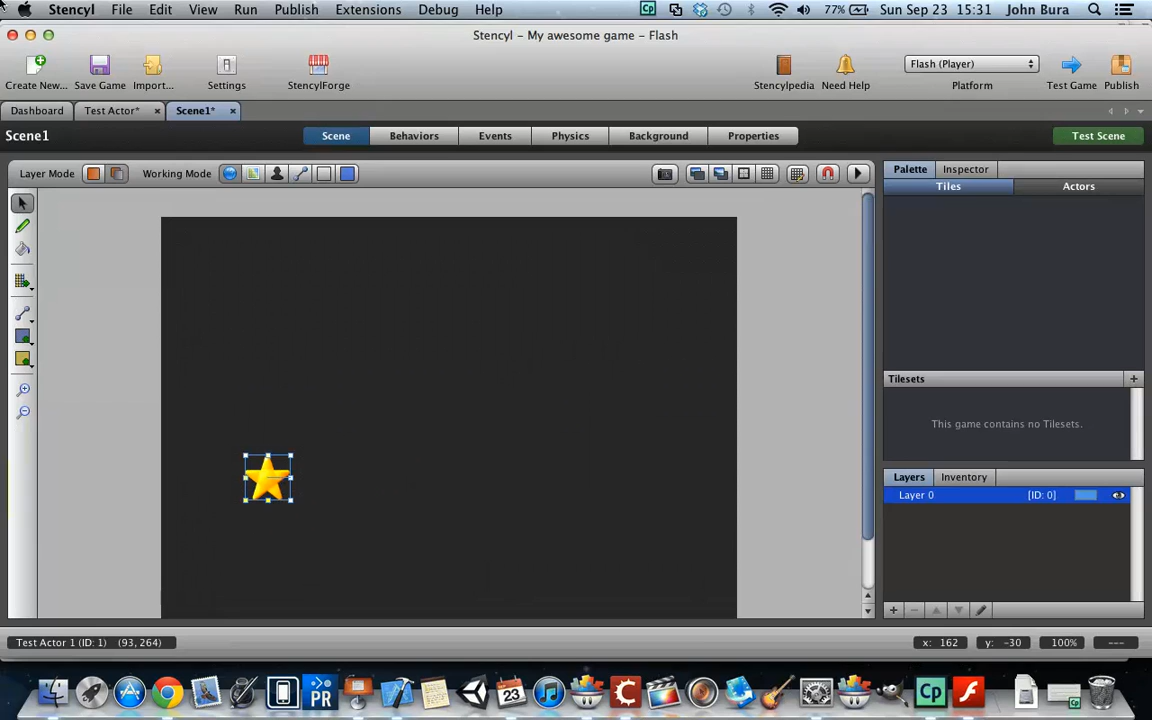 Stencyl File Edit View Run Publish Extensions Debug Help Cp 77% Sun Sep 23 15:31 John Bura
Stencyl – My awesome game – Flash
Create New... Save Game Import... Settings StencylForge Stencylpedia Need Help Flash (Player) Platform Test Game Publish
Dashboard Test Actor* Scene1*
Scene1 Scene Behaviors Events Physics Background Properties Test Scene
Layer Mode Working Mode
Palette Inspector
Tiles Actors
Tilesets
This game contains no Tilesets.
Layers Inventory
Layer 0 [ID: 0]
Test Actor 1 (ID: 1) (93,264) x: 162 y: -30 100% ---
PR 23 Cp